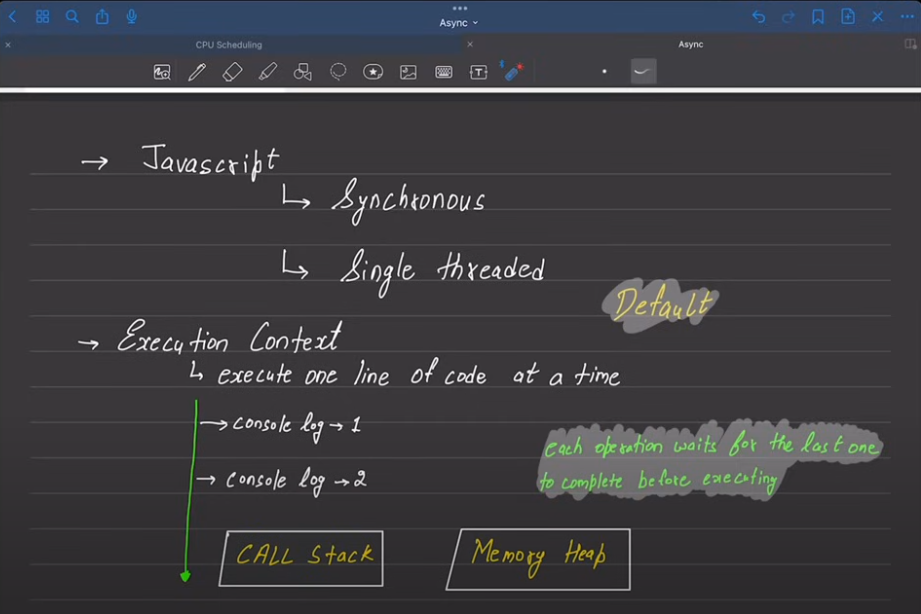 Async
CPU Scheduling
Async
→ Javascript
↳ Synchronous
↳ Single threaded
Default
→ Execution Context
↳ execute one line of code at a time
→ console log → 1
each operation waits for the last one
→ console log → 2
to complete before executing
CALL Stack
Memory Heap